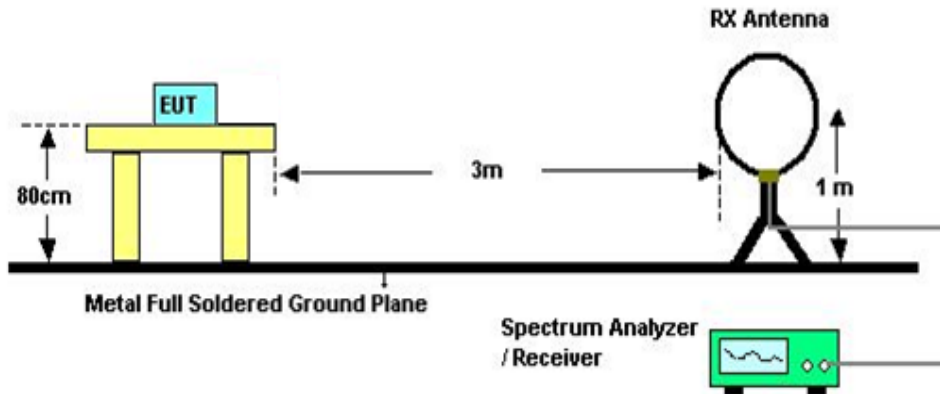 RX Antenna
EUT
80cm
3m
1 m
Metal Full Soldered Ground Plane
Spectrum Analyzer
/ Receiver